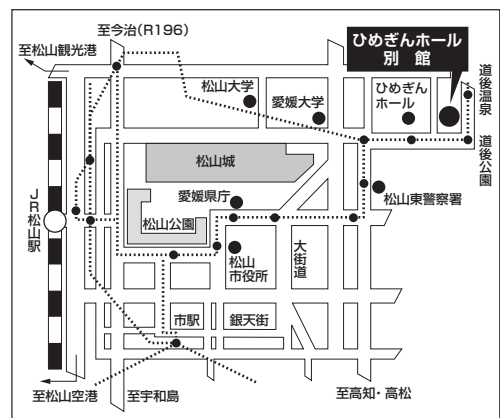 至今治(R196)
至松山観光港
ひめぎんホール
別 館
松山大学
愛媛大学
ひめぎん
ホール
道後温泉
道後公園
松山城
松山東警察署
愛媛県庁
松山公園
JR松山駅
松山
市役所
大街道
市駅
銀天街
至松山空港
至宇和島
至高知・高松